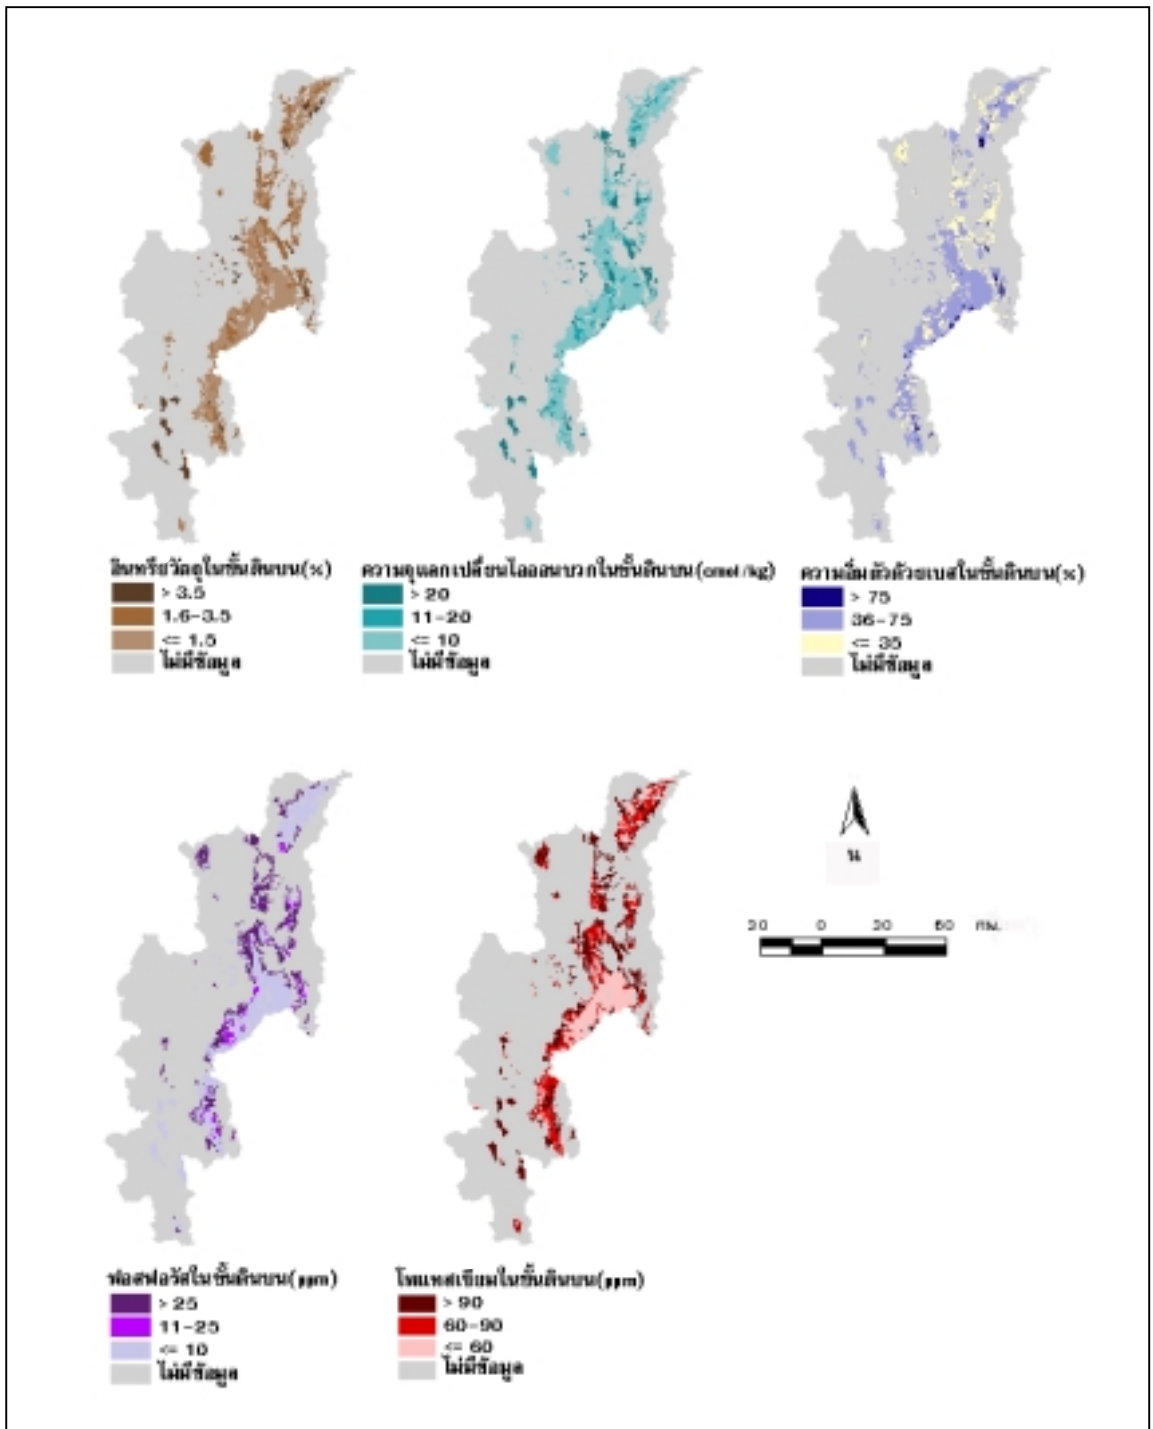 อินทรียวัตถุในชั้นดินบน(%)
> 3.5
1.6-3.5
<= 1.5
ไม่มีข้อมูล
ความจุแลกเปลี่ยนไอออนบวกในชั้นดินบน(cmol/kg)
> 20
11-20
<= 10
ไม่มีข้อมูล
ความอิ่มตัวด้วยเบสในชั้นดินบน(%)
> 75
36-75
<= 35
ไม่มีข้อมูล
น
กม.
ฟอสฟอรัสในชั้นดินบน(ppm)
> 25
11-25
<= 10
ไม่มีข้อมูล
โพแทสเซียมในชั้นดินบน(ppm)
> 90
60-90
<= 60
ไม่มีข้อมูล